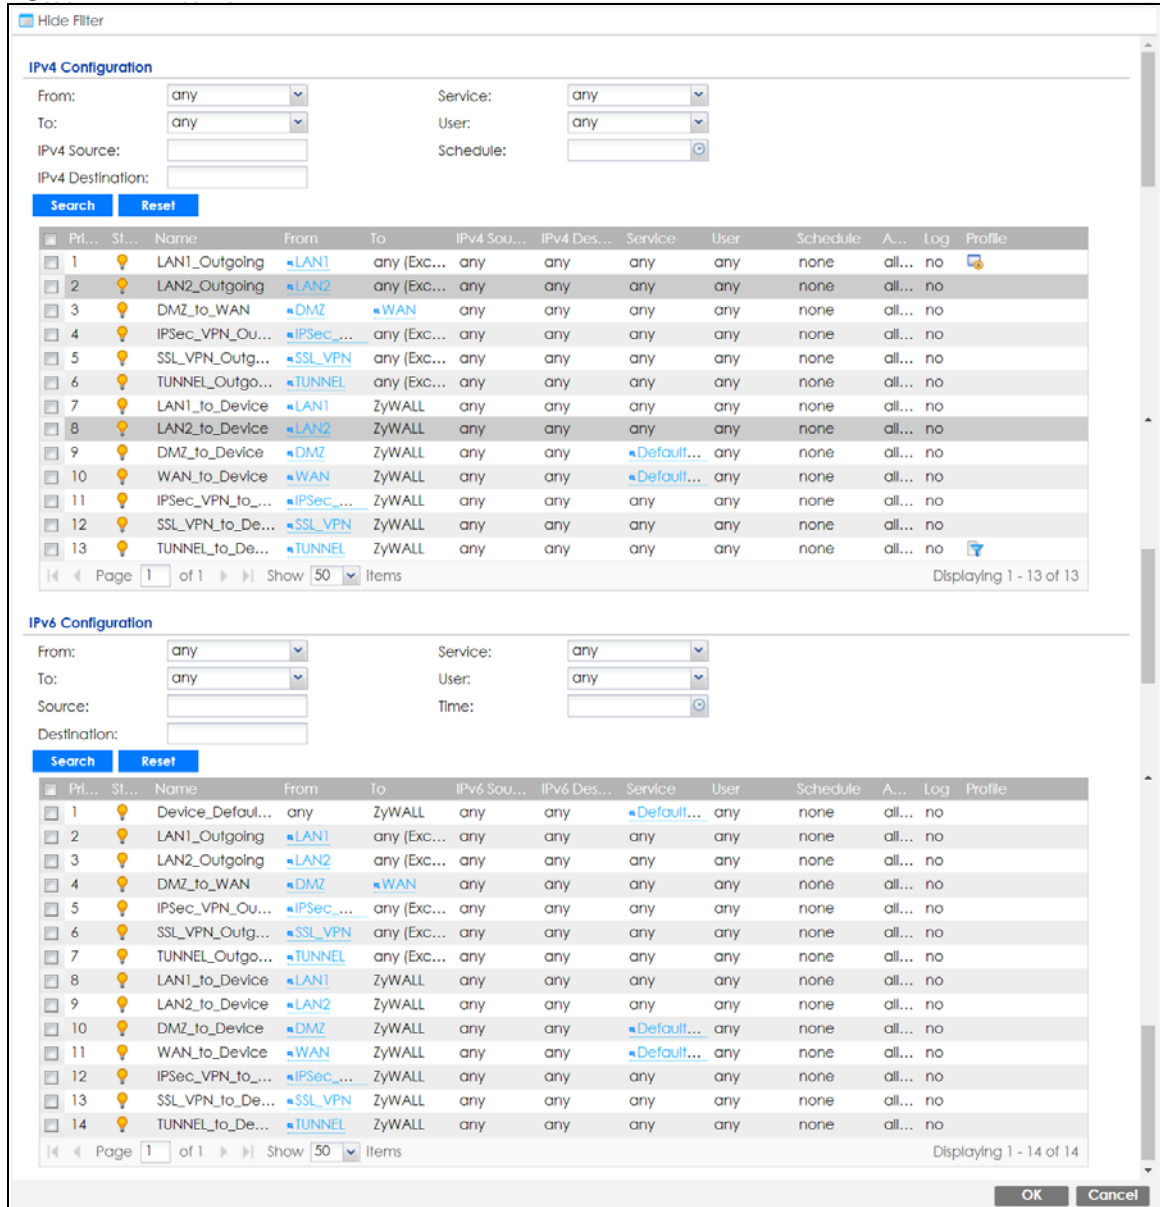 Hide Filter
IPv4 Configuration
From: any Service: any
To: any User: any
IPv4 Source: Schedule:
IPv4 Destination:
Search Reset
Pri... St... Name From To IPv4 Sou... IPv4 Des... Service User Schedule A... Log Profile
1 LAN1_Outgoing LAN1 any (Exc... any any any any none all... no
2 LAN2_Outgoing LAN2 any (Exc... any any any any none all... no
3 DMZ_to_WAN DMZ WAN any any any any none all... no
4 IPSec_VPN_Ou... IPSec_... any (Exc... any any any any none all... no
5 SSL_VPN_Outg... SSL_VPN any (Exc... any any any any none all... no
6 TUNNEL_Outgo... TUNNEL any (Exc... any any any any none all... no
7 LAN1_to_Device LAN1 ZyWALL any any any any none all... no
8 LAN2_to_Device LAN2 ZyWALL any any any any none all... no
9 DMZ_to_Device DMZ ZyWALL any any Default... any none all... no
10 WAN_to_Device WAN ZyWALL any any Default... any none all... no
11 IPSec_VPN_to_... IPSec_... ZyWALL any any any any none all... no
12 SSL_VPN_to_De... SSL_VPN ZyWALL any any any any none all... no
13 TUNNEL_to_De... TUNNEL ZyWALL any any any any none all... no
Page 1 of 1 Show 50 Items Displaying 1 - 13 of 13
IPv6 Configuration
From: any Service: any
To: any User: any
Source: Time:
Destination:
Search Reset
Pri... St... Name From To IPv6 Sou... IPv6 Des... Service User Schedule A... Log Profile
1 Device_Defaul... any ZyWALL any any Default... any none all... no
2 LAN1_Outgoing LAN1 any (Exc... any any any any none all... no
3 LAN2_Outgoing LAN2 any (Exc... any any any any none all... no
4 DMZ_to_WAN DMZ WAN any any any any none all... no
5 IPSec_VPN_Ou... IPSec_... any (Exc... any any any any none all... no
6 SSL_VPN_Outg... SSL_VPN any (Exc... any any any any none all... no
7 TUNNEL_Outgo... TUNNEL any (Exc... any any any any none all... no
8 LAN1_to_Device LAN1 ZyWALL any any any any none all... no
9 LAN2_to_Device LAN2 ZyWALL any any any any none all... no
10 DMZ_to_Device DMZ ZyWALL any any Default... any none all... no
11 WAN_to_Device WAN ZyWALL any any Default... any none all... no
12 IPSec_VPN_to_... IPSec_... ZyWALL any any any any none all... no
13 SSL_VPN_to_De... SSL_VPN ZyWALL any any any any none all... no
14 TUNNEL_to_De... TUNNEL ZyWALL any any any any none all... no
Page 1 of 1 Show 50 Items Displaying 1 - 14 of 14
OK Cancel